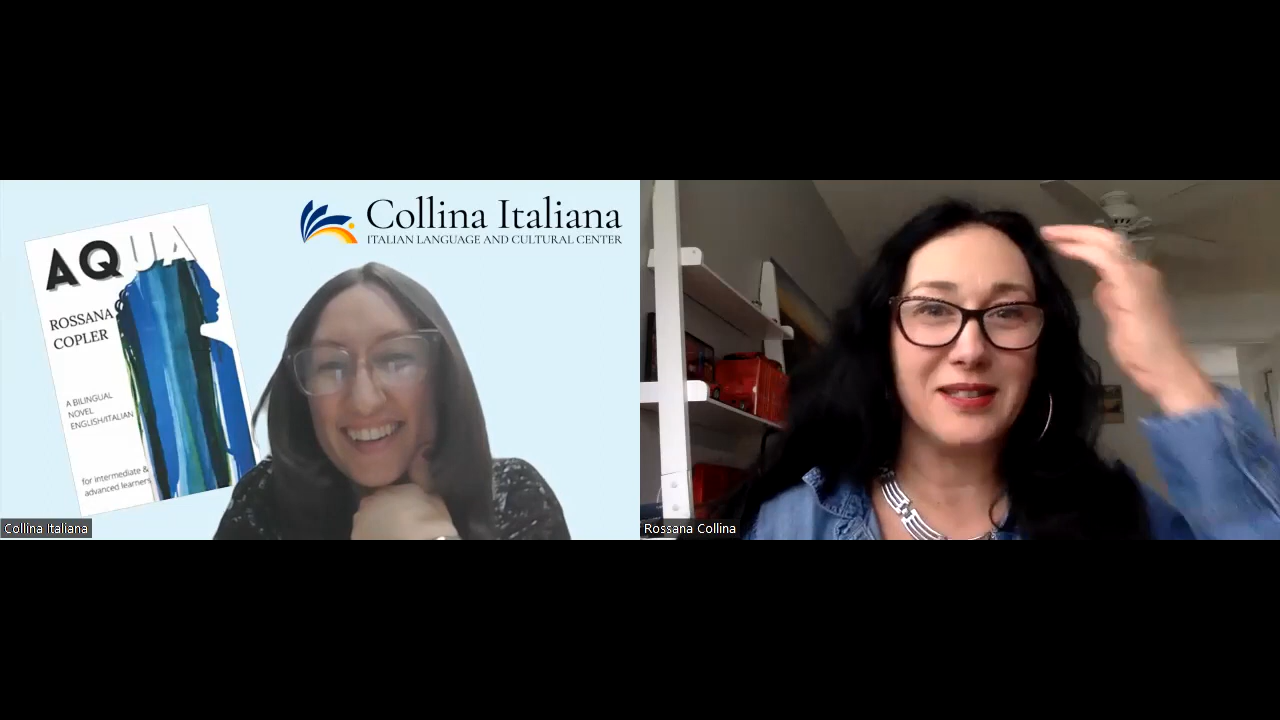 Collina Italiana
ITALIAN LANGUAGE AND CULTURAL CENTER
AQUA
ROSSANA
COPLER
A BILINGUAL
NOVEL
ENGLISH/ITALIAN
for intermediate &
advanced learners
Collina Italiana
Rossana Collina